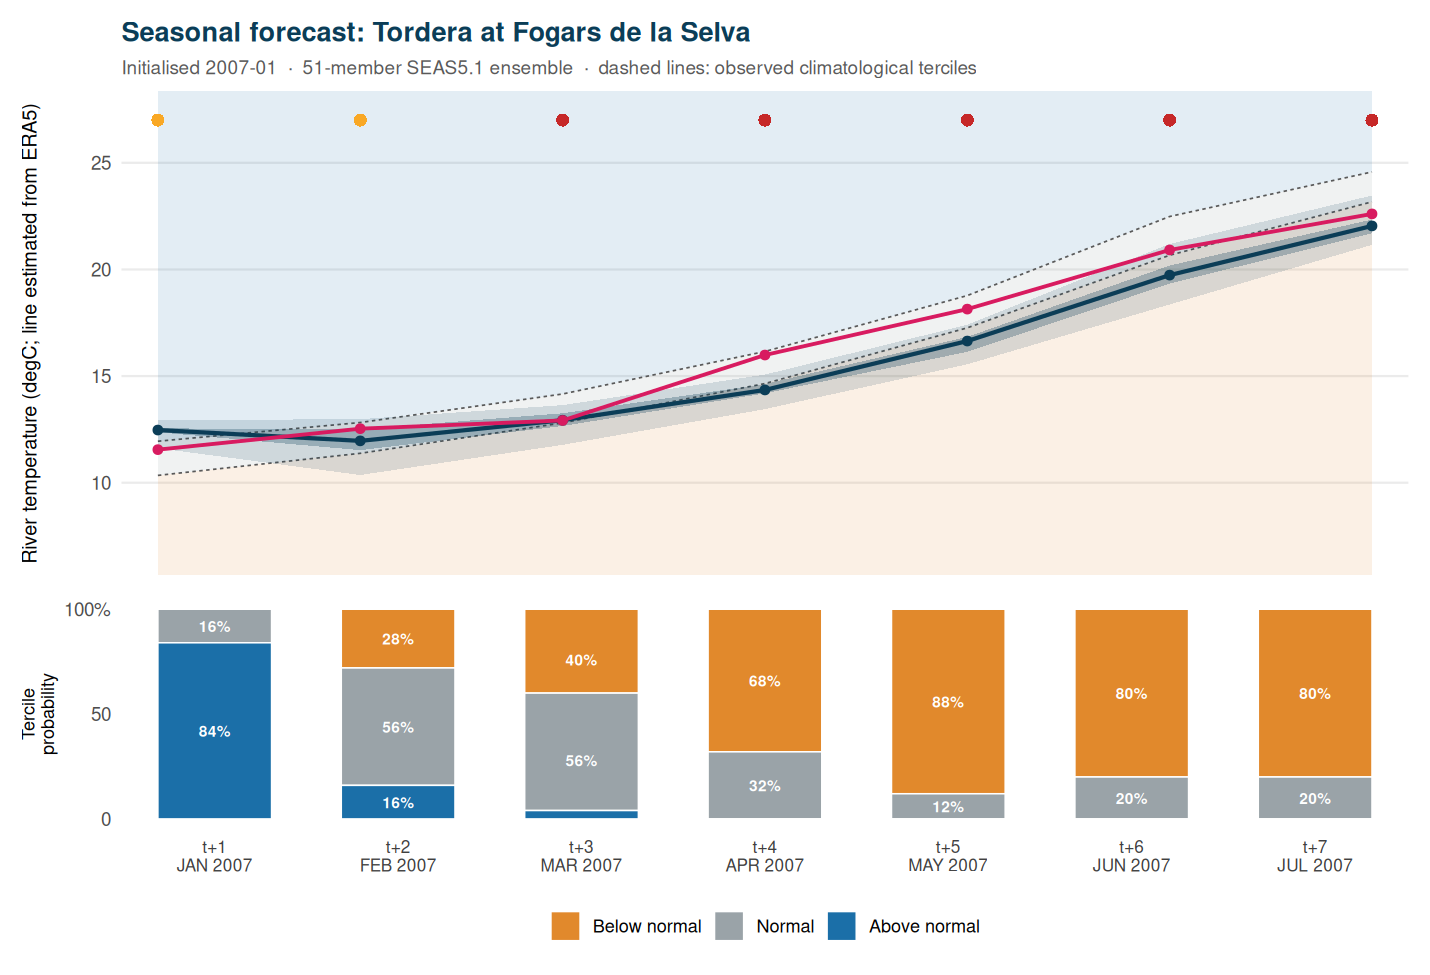 Seasonal forecast: Tordera at Fogars de la Selva
Initialised 2007-01 · 51-member SEAS5.1 ensemble · dashed lines: observed climatological terciles
River temperature (degC; line estimated from ERA5)
25
20
15
10
Tercile
probability
100%
50
0
16%
84%
28%
56%
16%
40%
56%
68%
32%
88%
12%
80%
20%
80%
20%
t+1
JAN 2007
t+2
FEB 2007
t+3
MAR 2007
t+4
APR 2007
t+5
MAY 2007
t+6
JUN 2007
t+7
JUL 2007
Below normal
Normal
Above normal